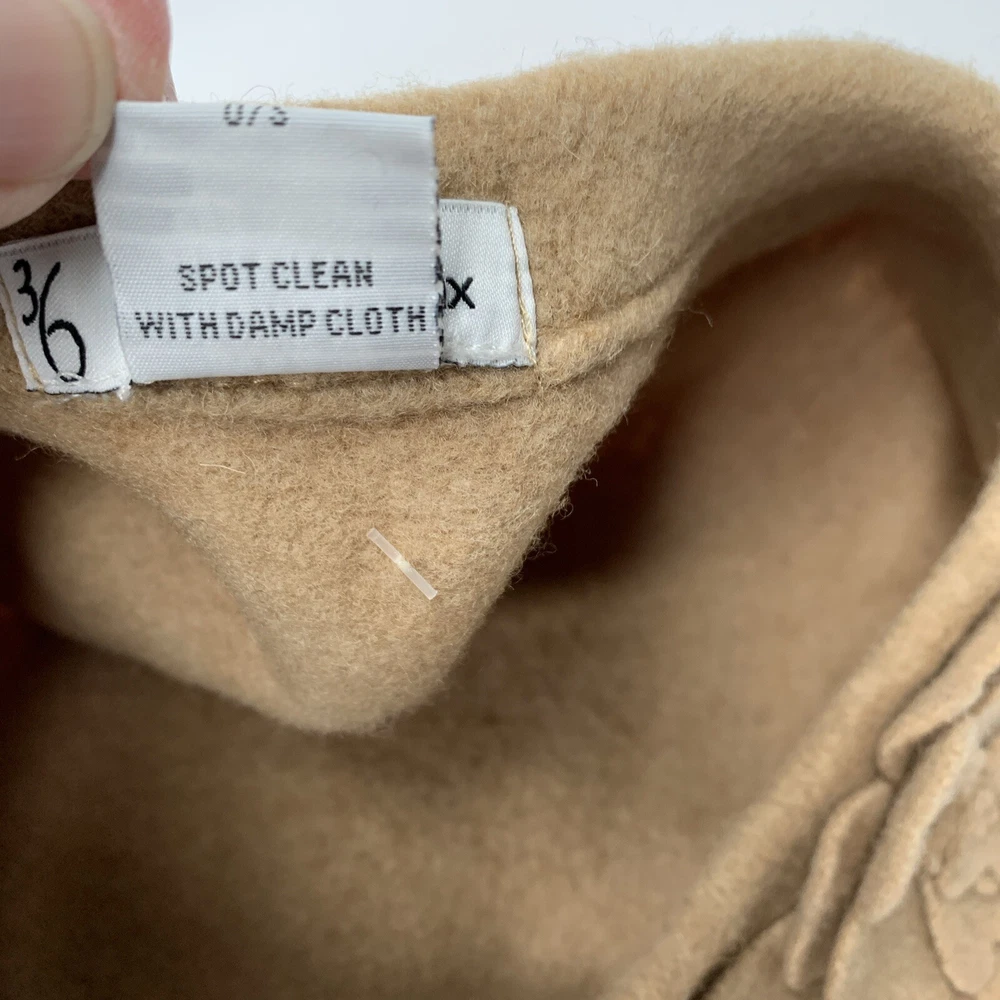 O/S
SPOT CLEAN
WITH DAMP CLOTH
36
x